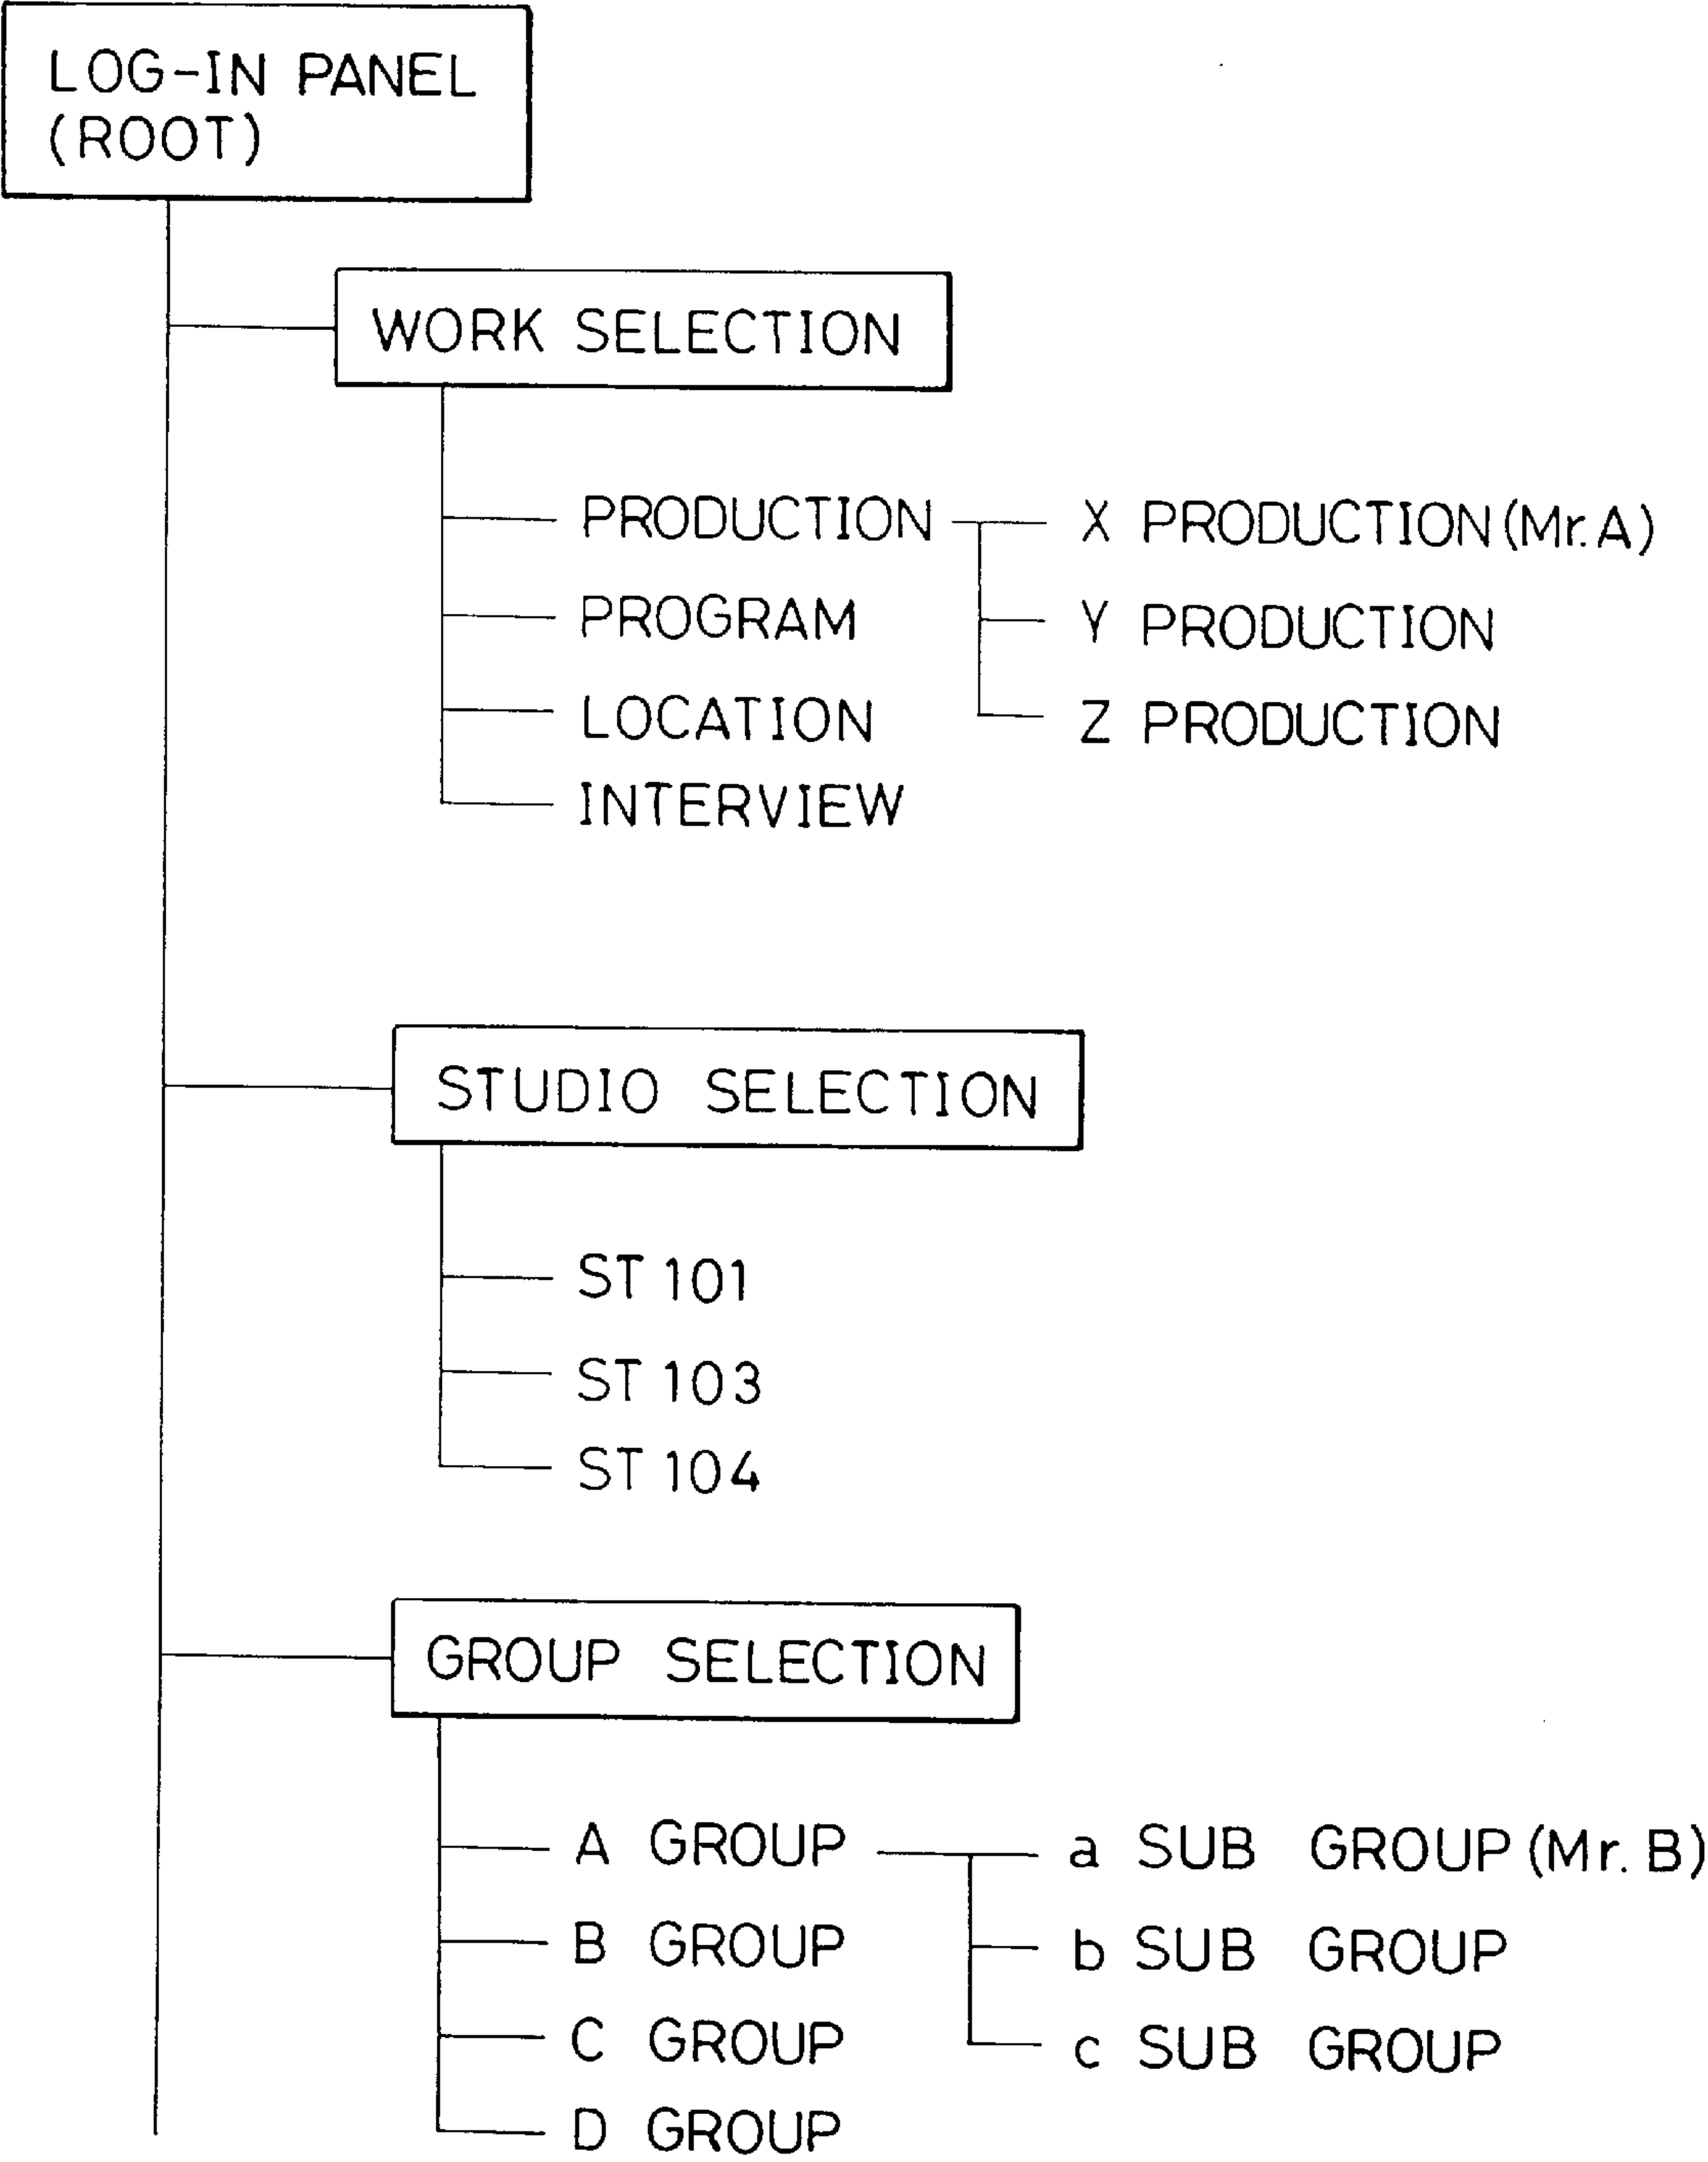 LOG-IN PANEL
(ROOT)
WORK SELECTION
PRODUCTION X PRODUCTION (Mr. A)
PROGRAM Y PRODUCTION
LOCATION Z PRODUCTION
INTERVIEW
STUDIO SELECTION
ST 101
ST 103
ST 104
GROUP SELECTION
A GROUP a SUB GROUP (Mr. B)
B GROUP b SUB GROUP
C GROUP c SUB GROUP
D GROUP